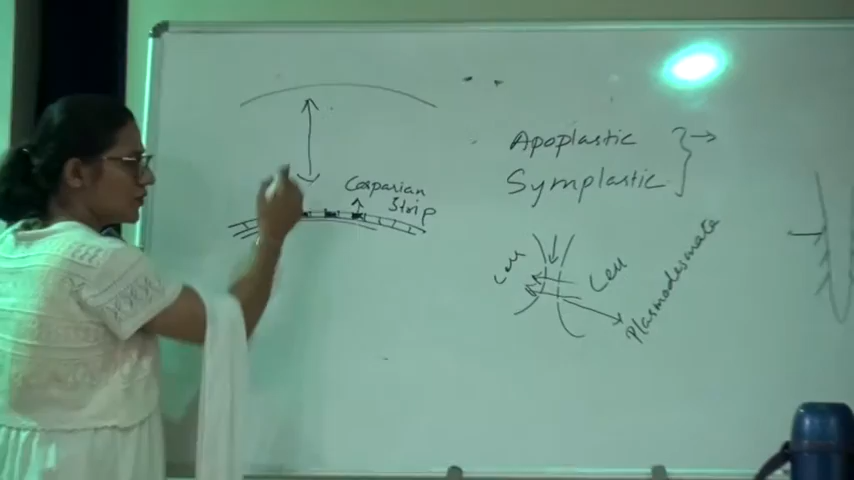 Casparian
Strip
Apoplastic
Symplastic
Cell
Cell
Plasmodesmata